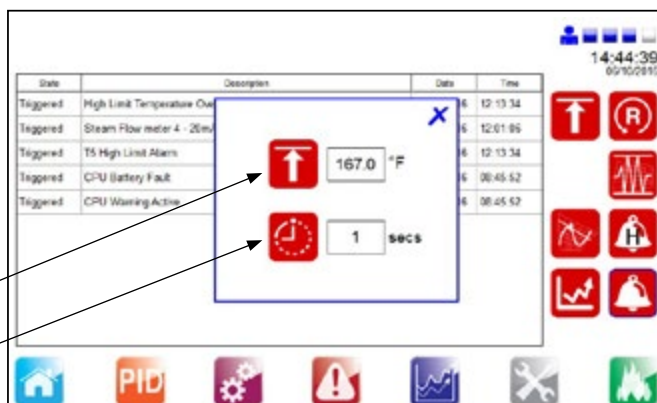 14:44:39
State Description Date Time
Triggered High Limit Temperature 12:13:34
Triggered Steam Flow meter 4 - 12:01:06
Triggered T5 High Limit Alarm 12:13:34
Triggered CPU Battery Fault 08:45:52
Triggered CPU Warning Active 08:45:52
X
167.0 °F
1 secs
R
H
PID